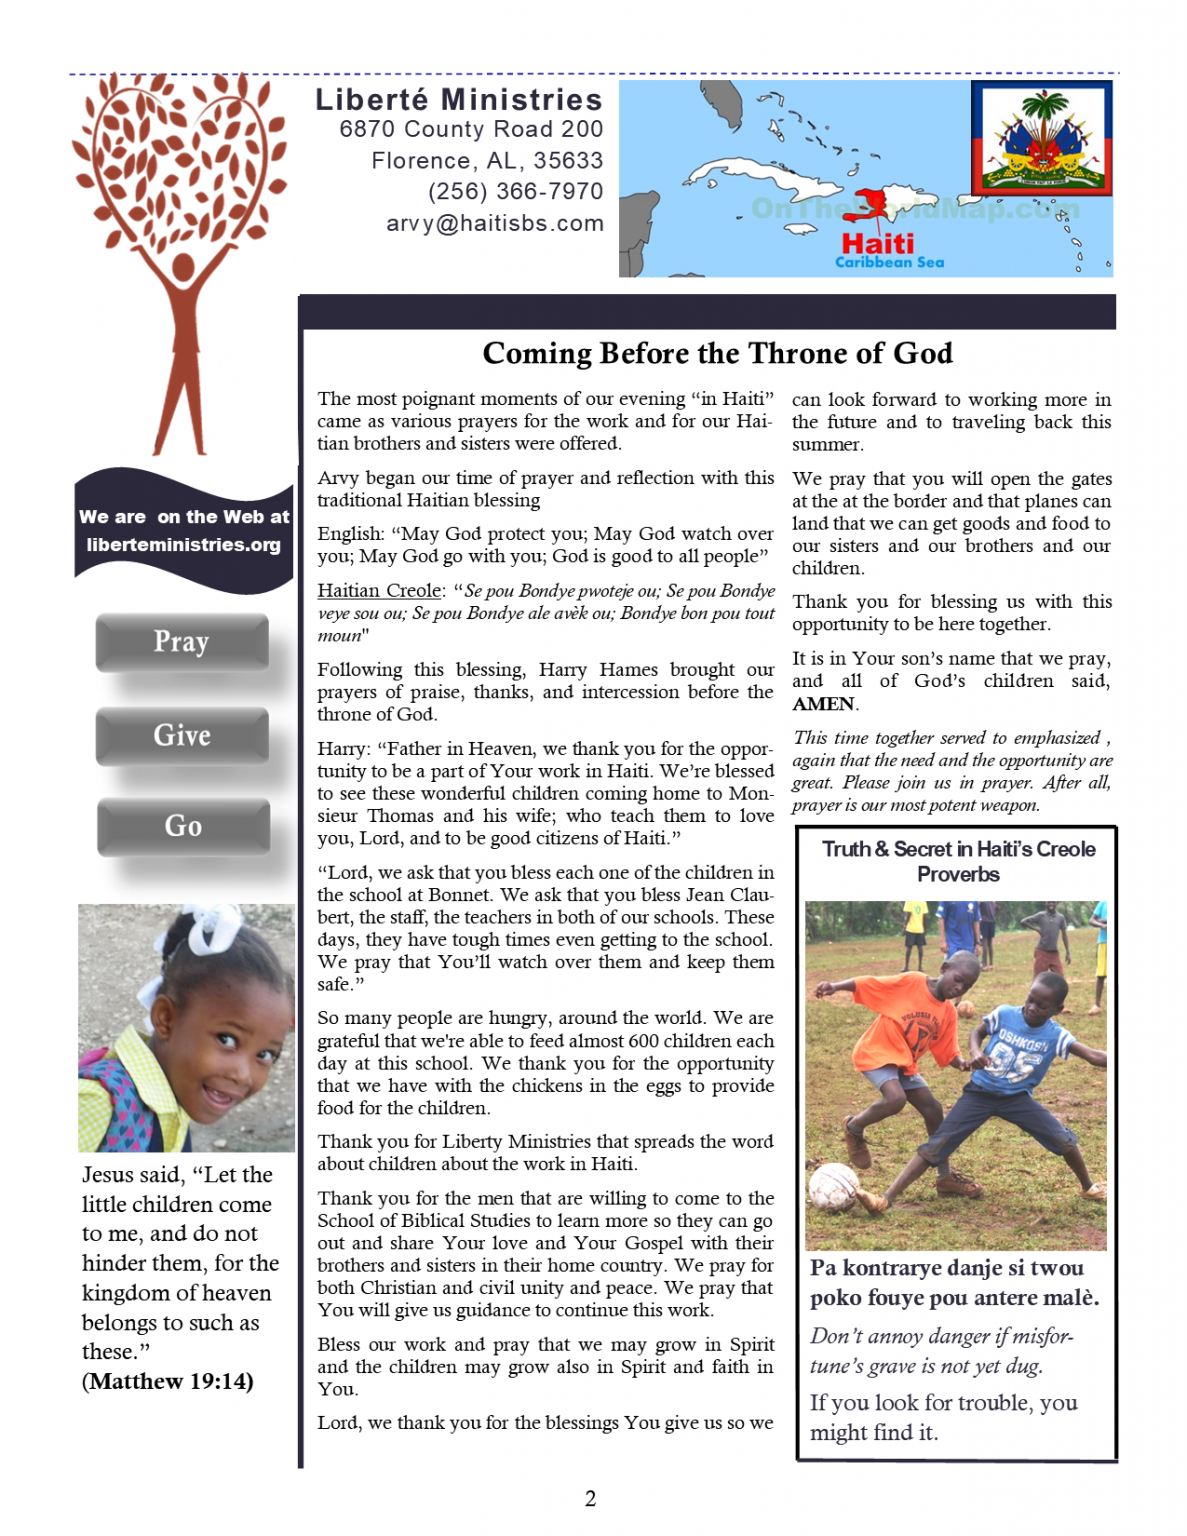 Liberté Ministries
6870 County Road 200
Florence, AL, 35633
(256) 366-7970
arvy@haitisbs.com
OnTheWorldMap.com
Haiti
Caribbean Sea
We are on the Web at
liberteministries.org
Pray
Give
Go
Jesus said, “Let the
little children come
to me, and do not
hinder them, for the
kingdom of heaven
belongs to such as
these.”
(Matthew 19:14)
Coming Before the Throne of God
The most poignant moments of our evening “in Haiti”
came as various prayers for the work and for our Hai-
tian brothers and sisters were offered.
Arvy began our time of prayer and reflection with this
traditional Haitian blessing
English: “May God protect you; May God watch over
you; May God go with you; God is good to all people”
Haitian Creole: “Se pou Bondye pwoteje ou; Se pou Bondye
veye sou ou; Se pou Bondye ale avèk ou; Bondye bon pou tout
moun"
Following this blessing, Harry Hames brought our
prayers of praise, thanks, and intercession before the
throne of God.
Harry: “Father in Heaven, we thank you for the oppor-
tunity to be a part of Your work in Haiti. We’re blessed
to see these wonderful children coming home to Mon-
sieur Thomas and his wife; who teach them to love
you, Lord, and to be good citizens of Haiti.”
“Lord, we ask that you bless each one of the children in
the school at Bonnet. We ask that you bless Jean Clau-
bert, the staff, the teachers in both of our schools. These
days, they have tough times even getting to the school.
We pray that You’ll watch over them and keep them
safe.”
So many people are hungry, around the world. We are
grateful that we're able to feed almost 600 children each
day at this school. We thank you for the opportunity
that we have with the chickens in the eggs to provide
food for the children.
Thank you for Liberty Ministries that spreads the word
about children about the work in Haiti.
Thank you for the men that are willing to come to the
School of Biblical Studies to learn more so they can go
out and share Your love and Your Gospel with their
brothers and sisters in their home country. We pray for
both Christian and civil unity and peace. We pray that
You will give us guidance to continue this work.
Bless our work and pray that we may grow in Spirit
and the children may grow also in Spirit and faith in
You.
Lord, we thank you for the blessings You give us so we
can look forward to working more in
the future and to traveling back this
summer.
We pray that you will open the gates
at the at the border and that planes can
land that we can get goods and food to
our sisters and our brothers and our
children.
Thank you for blessing us with this
opportunity to be here together.
It is in Your son’s name that we pray,
and all of God’s children said,
AMEN.
This time together served to emphasized ,
again that the need and the opportunity are
great. Please join us in prayer. After all,
prayer is our most potent weapon.
Truth & Secret in Haiti’s Creole
Proverbs
OSHKOSH
Pa kontrarye danje si twou
poko fouye pou antere malè.
Don’t annoy danger if misfor-
tune’s grave is not yet dug.
If you look for trouble, you
might find it.
2